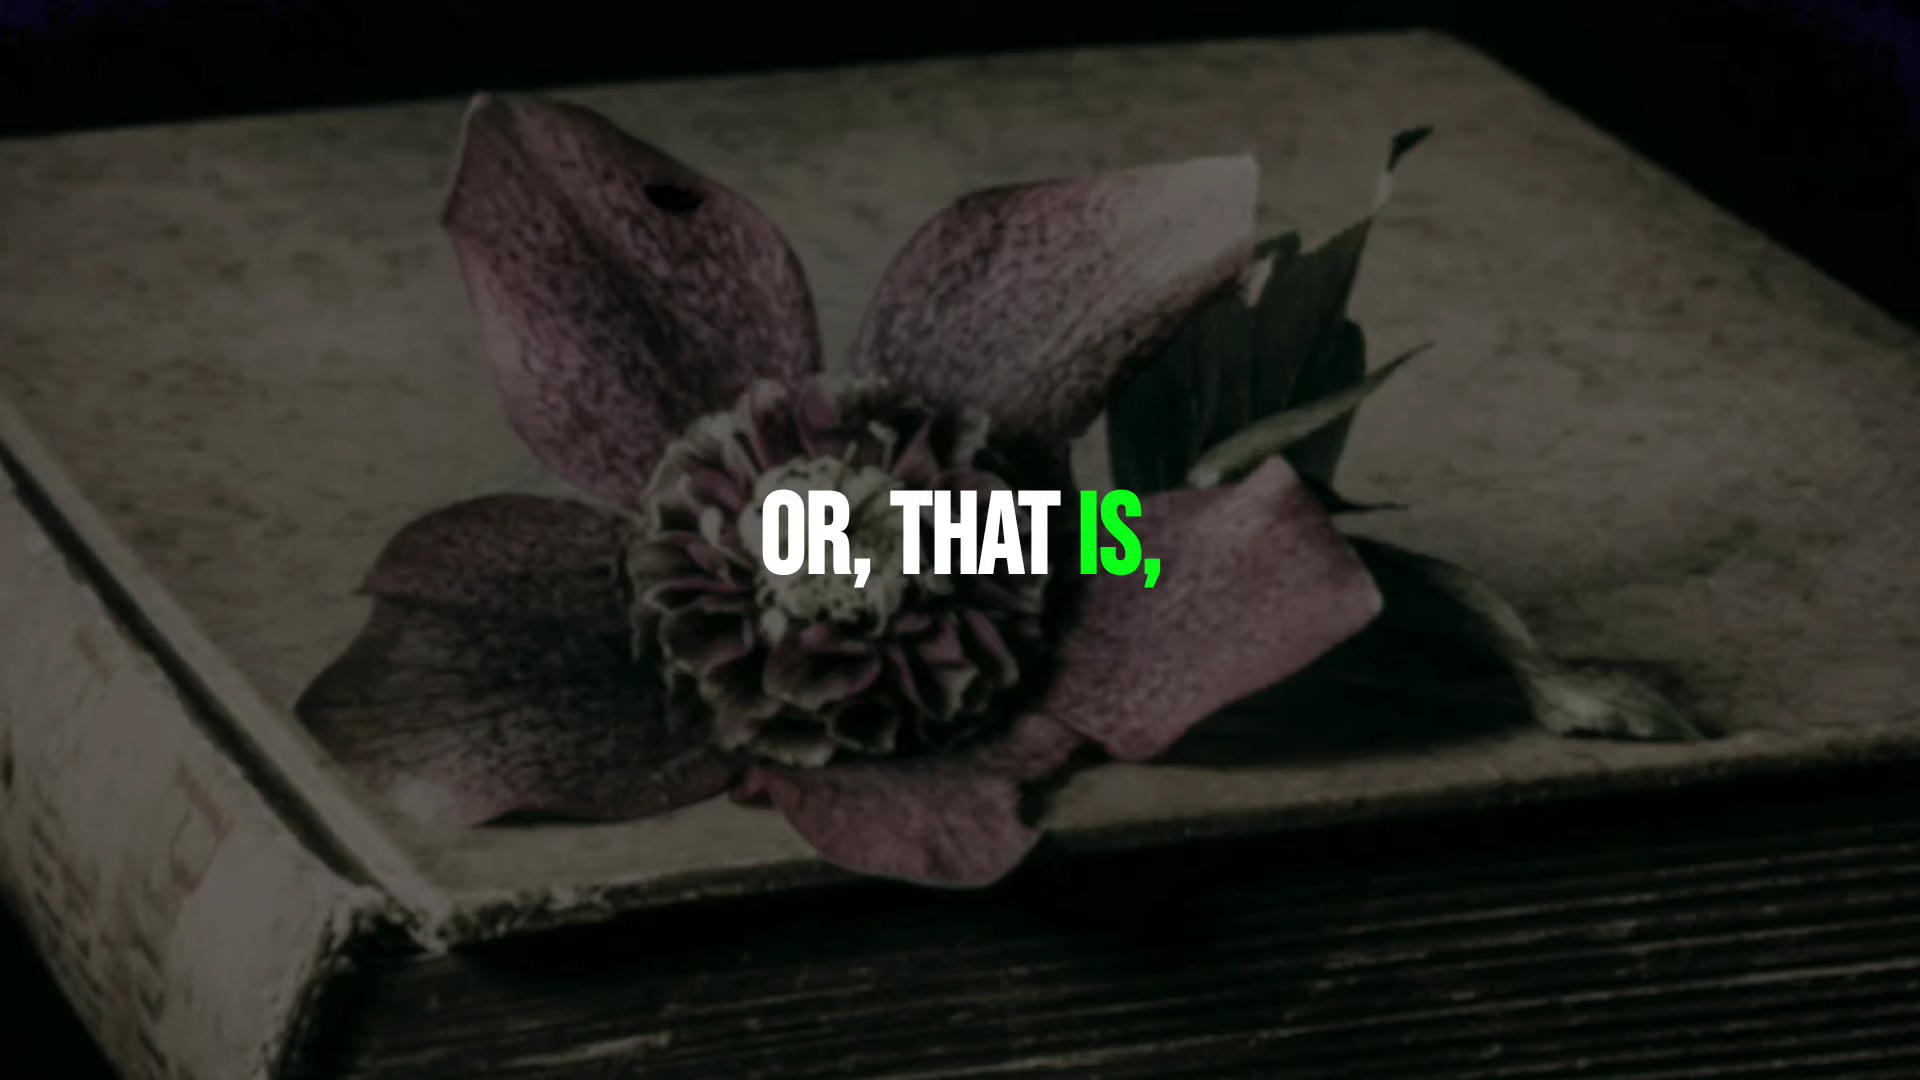 OR, THAT IS,